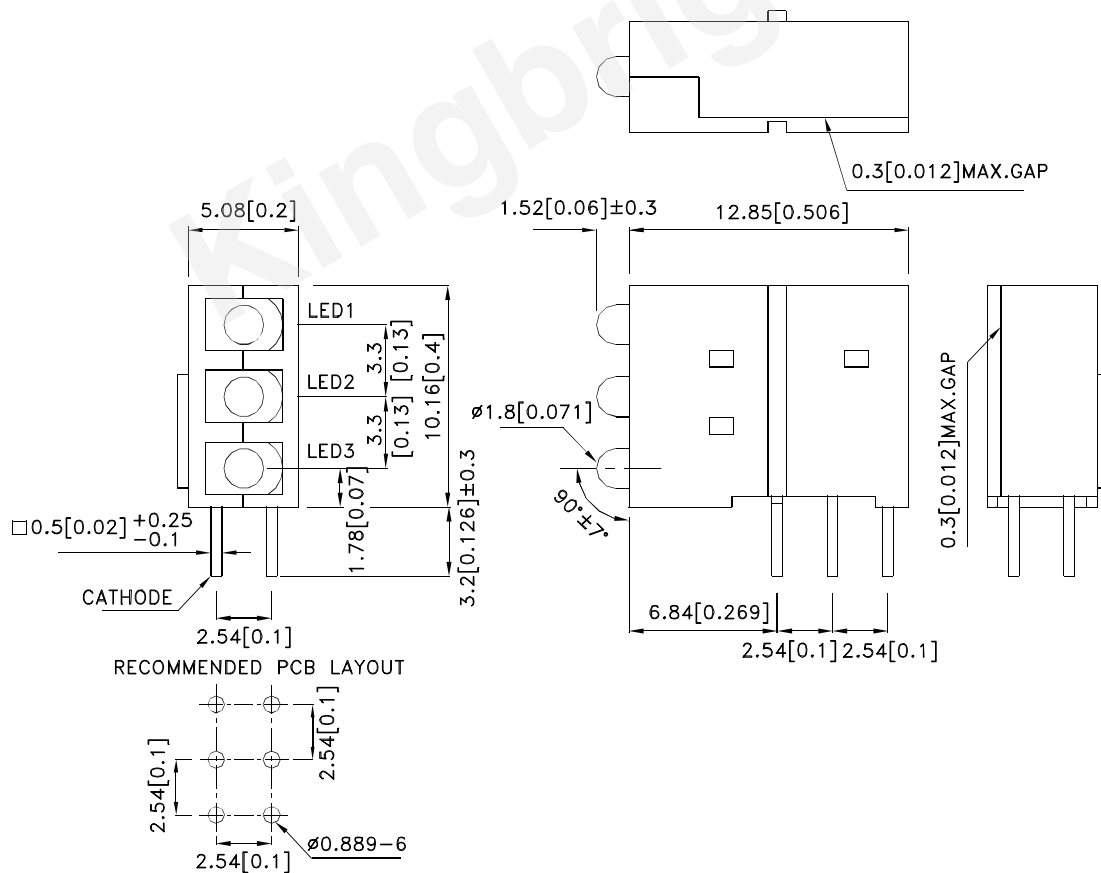 Kingbrig
0.3[0.012]MAX.GAP
5.08[0.2]
1.52[0.06]±0.3
12.85[0.506]
LED1
3.3
[0.13]
LED2
3.3
[0.13]
LED3
10.16[0.4]
1.78[0.07]
3.2[0.126]±0.3
ø1.8[0.071]
90°±7°
0.3[0.012]MAX.GAP
□0.5[0.02] +0.25
−0.1
CATHODE
2.54[0.1]
6.84[0.269]
2.54[0.1] 2.54[0.1]
RECOMMENDED PCB LAYOUT
2.54[0.1]
2.54[0.1]
2.54[0.1]
ø0.889−6